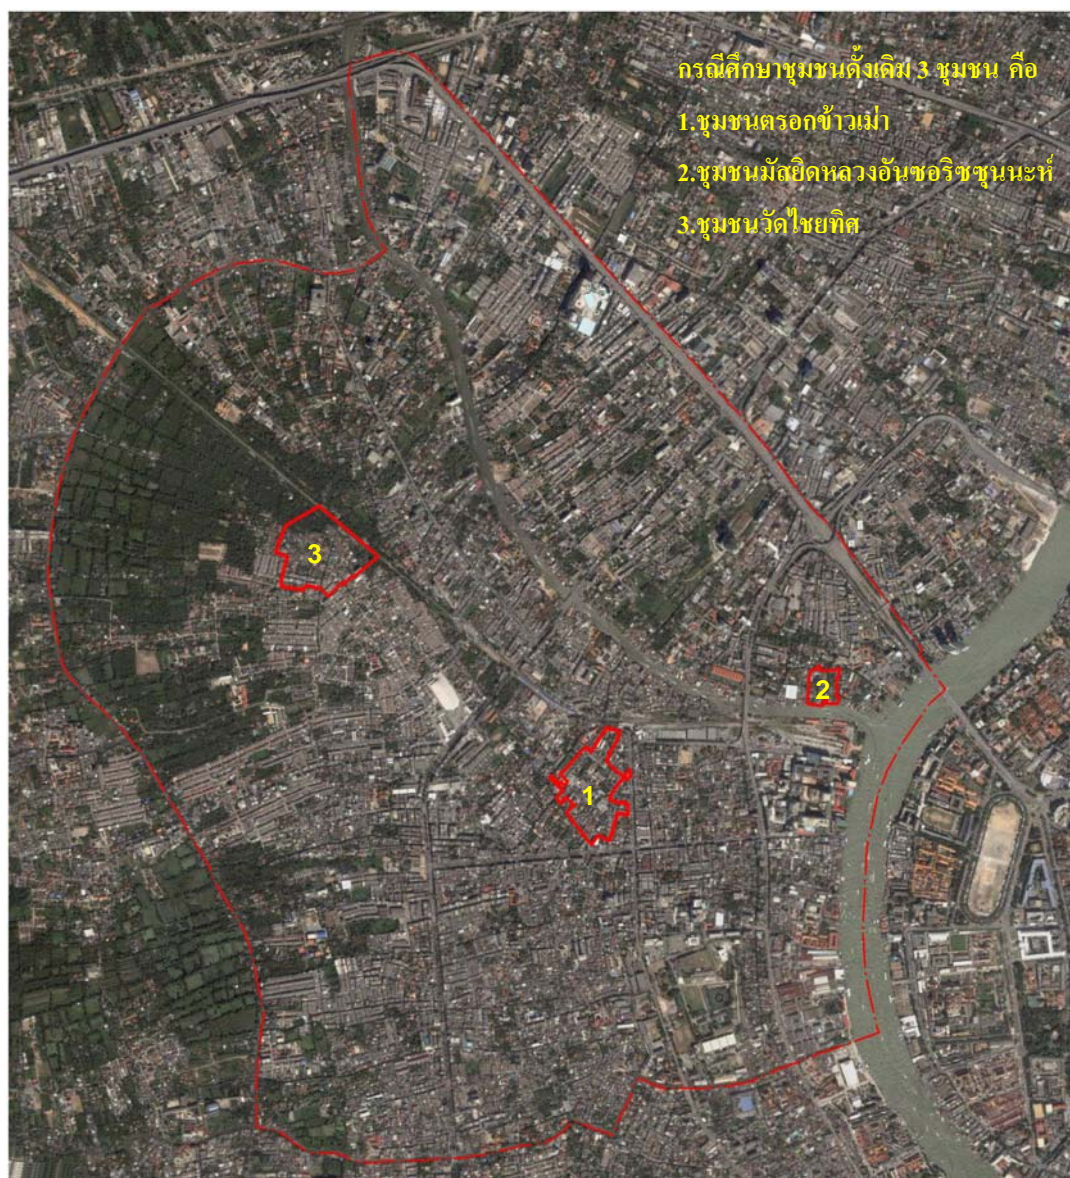 กรณีศึกษาชุมชนดั้งเดิม 3 ชุมชน คือ
1.ชุมชนตรอกข้าวเม่า
2.ชุมชนมัสยิดหลวงอันซอริซซุนนะห์
3.ชุมชนวัดไชยทิศ
3
2
1